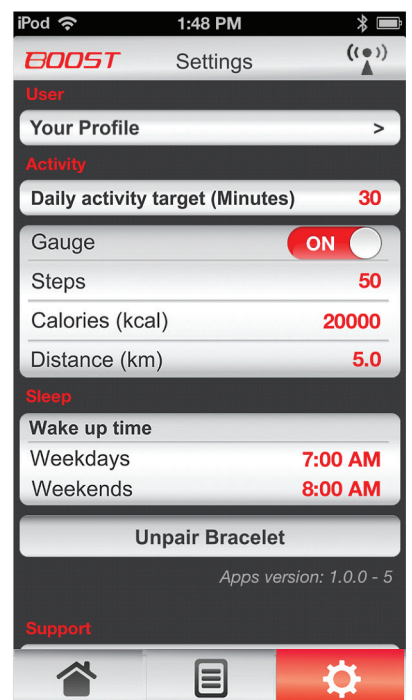 iPod 1:48 PM
BOOST Settings
User
Your Profile >
Activity
Daily activity target (Minutes) 30
Gauge ON
Steps 50
Calories (kcal) 20000
Distance (km) 5.0
Sleep
Wake up time
Weekdays 7:00 AM
Weekends 8:00 AM
Unpair Bracelet
Apps version: 1.0.0 - 5
Support